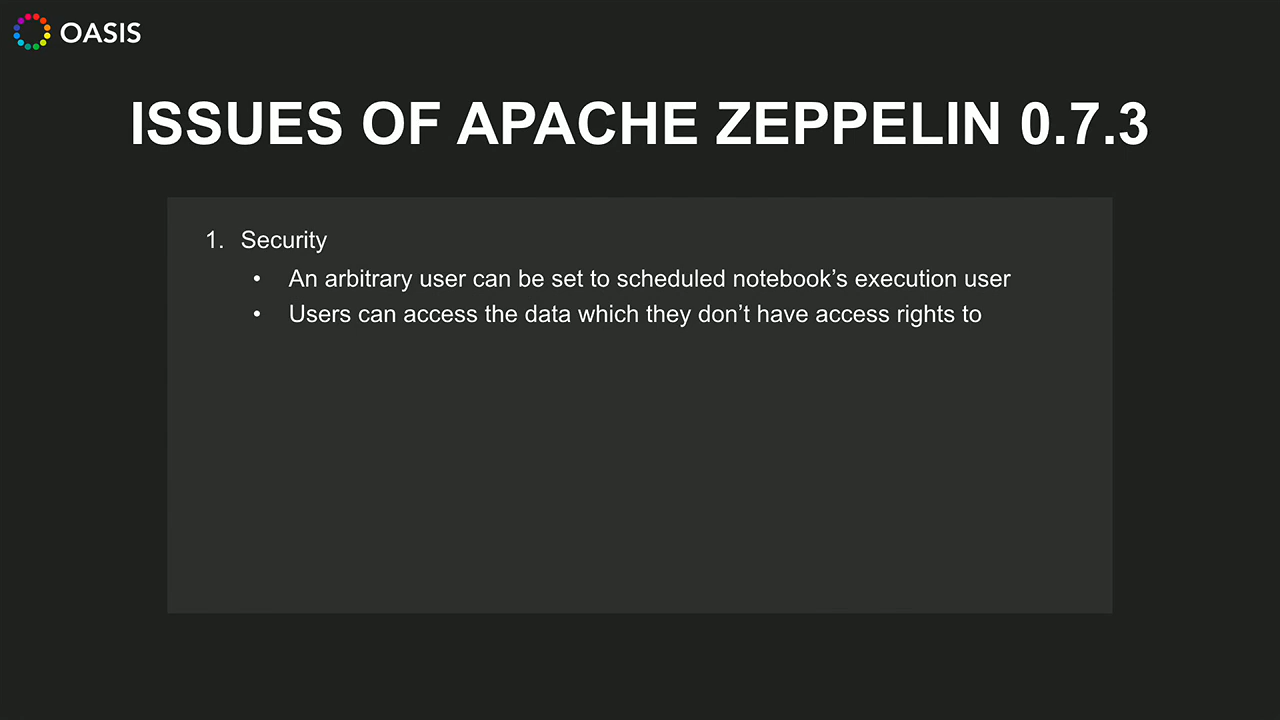 OASIS
ISSUES OF APACHE ZEPPELIN 0.7.3
1. Security
• An arbitrary user can be set to scheduled notebook’s execution user
• Users can access the data which they don’t have access rights to